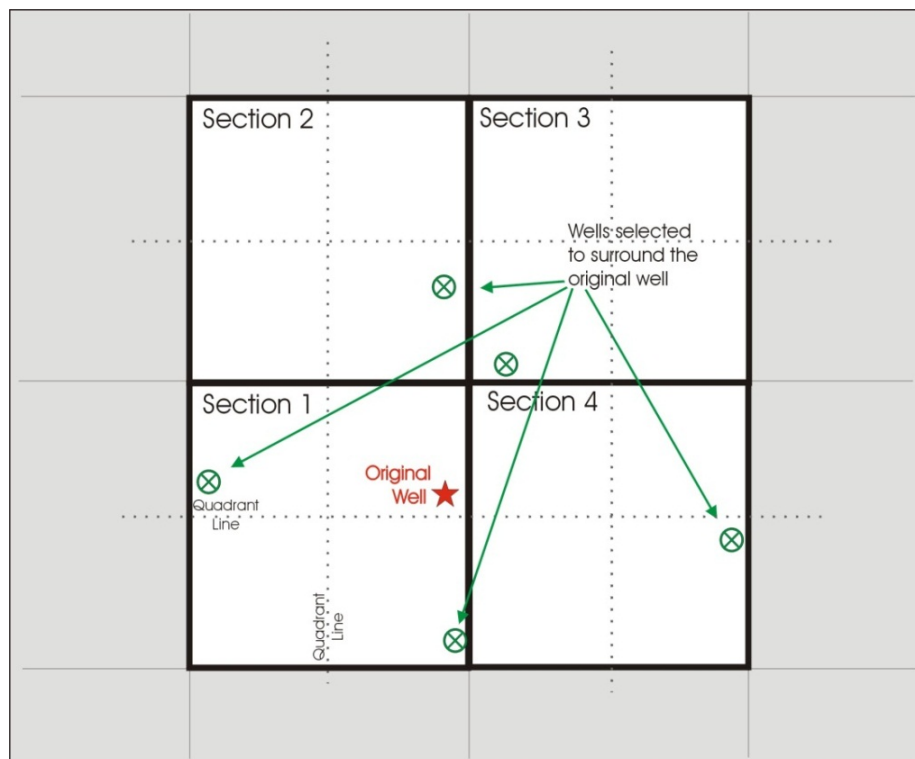 Section 2
Section 3
Wells selected
to surround the
original well
Section 1
Section 4
Original
Well
Quadrant
Line
Quadrant
Line